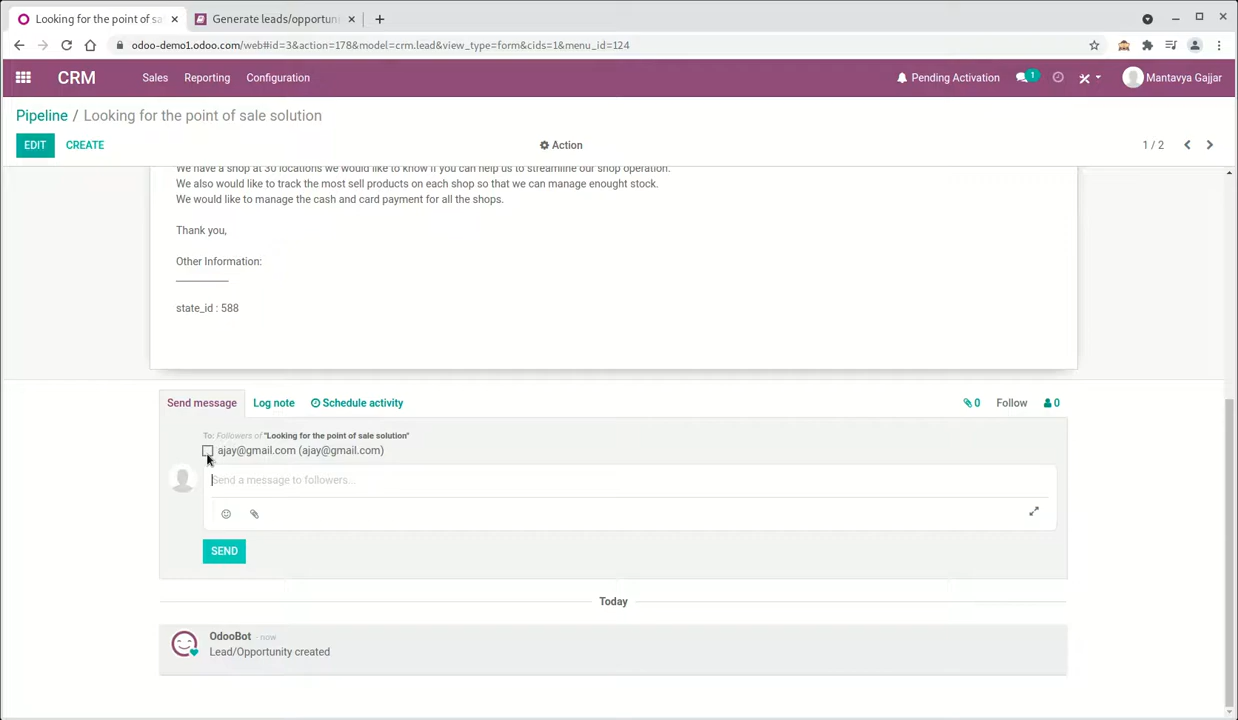 Looking for the point of sa
Generate leads/opportun
odoo-demo1.odoo.com/web#id=3&action=178&model=crm.lead&view_type=form&cids=1&menu_id=124
CRM Sales Reporting Configuration Pending Activation 1 Mantavya Gajjar
Pipeline / Looking for the point of sale solution
EDIT CREATE Action 1 / 2
We have a shop at 30 locations we would like to know if you can help us to streamline our shop operation.
We also would like to track the most sell products on each shop so that we can manage enought stock.
We would like to manage the cash and card payment for all the shops.
Thank you,
Other Information:
___________
state_id : 588
Send message Log note Schedule activity 0 Follow 0
To: Followers of "Looking for the point of sale solution"
ajay@gmail.com (ajay@gmail.com)
Send a message to followers...
SEND
Today
OdooBot - now
Lead/Opportunity created